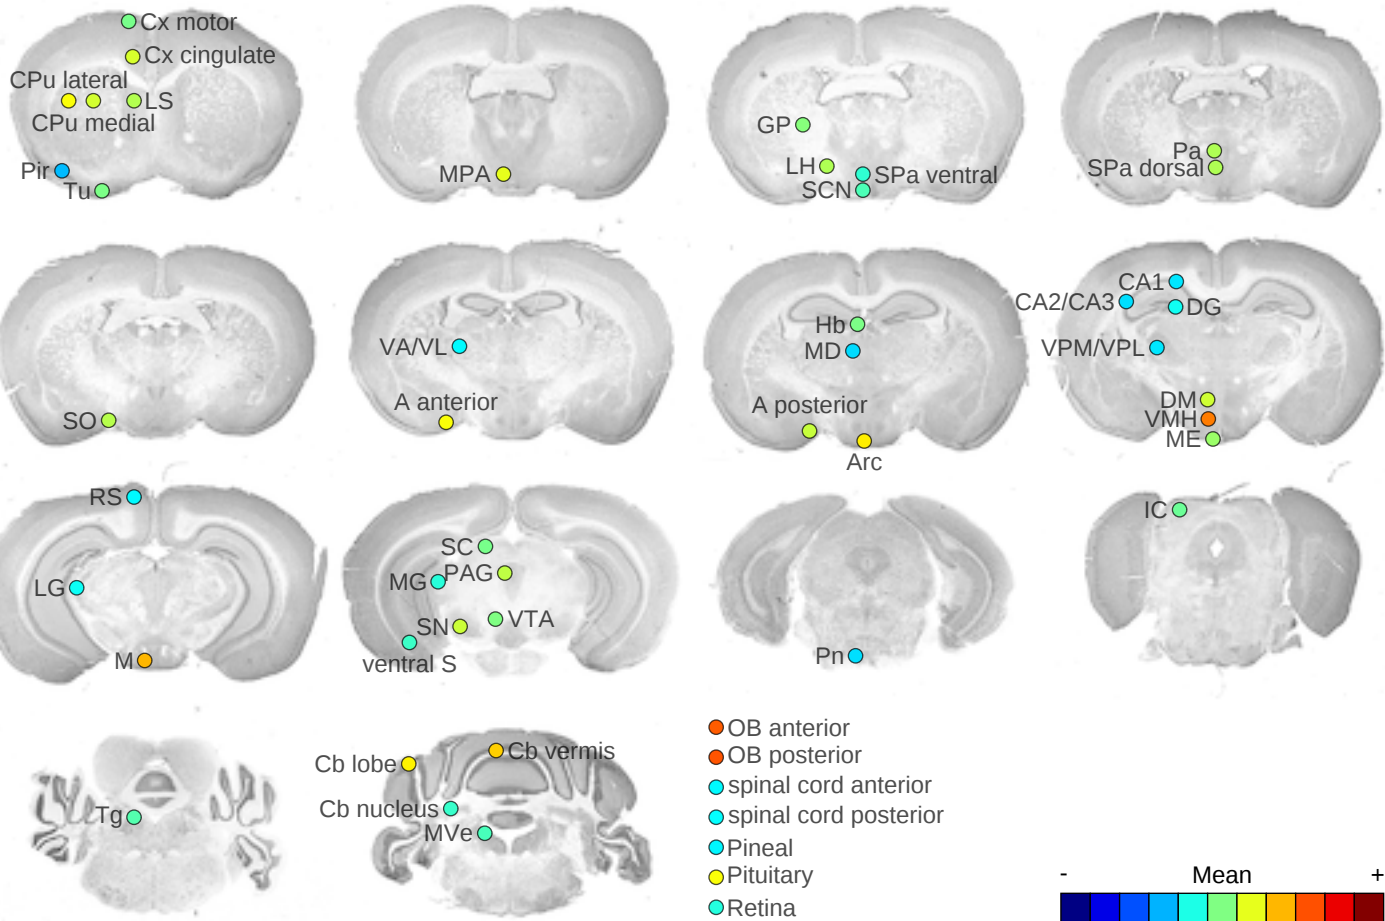 Cx motor
Cx cingulate
CPu lateral
LS
CPu medial
Pir
Tu
MPA
GP
LH
SPa ventral
SCN
Pa
SPa dorsal
SO
VA/VL
A anterior
Hb
MD
A posterior
Arc
CA1
CA2/CA3
DG
VPM/VPL
DM
VMH
ME
RS
LG
M
SC
MG
PAG
SN
VTA
ventral S
Pn
IC
Tg
Cb lobe
Cb vermis
Cb nucleus
MVe
OB anterior
OB posterior
spinal cord anterior
spinal cord posterior
Pineal
Pituitary
Retina
- Mean +